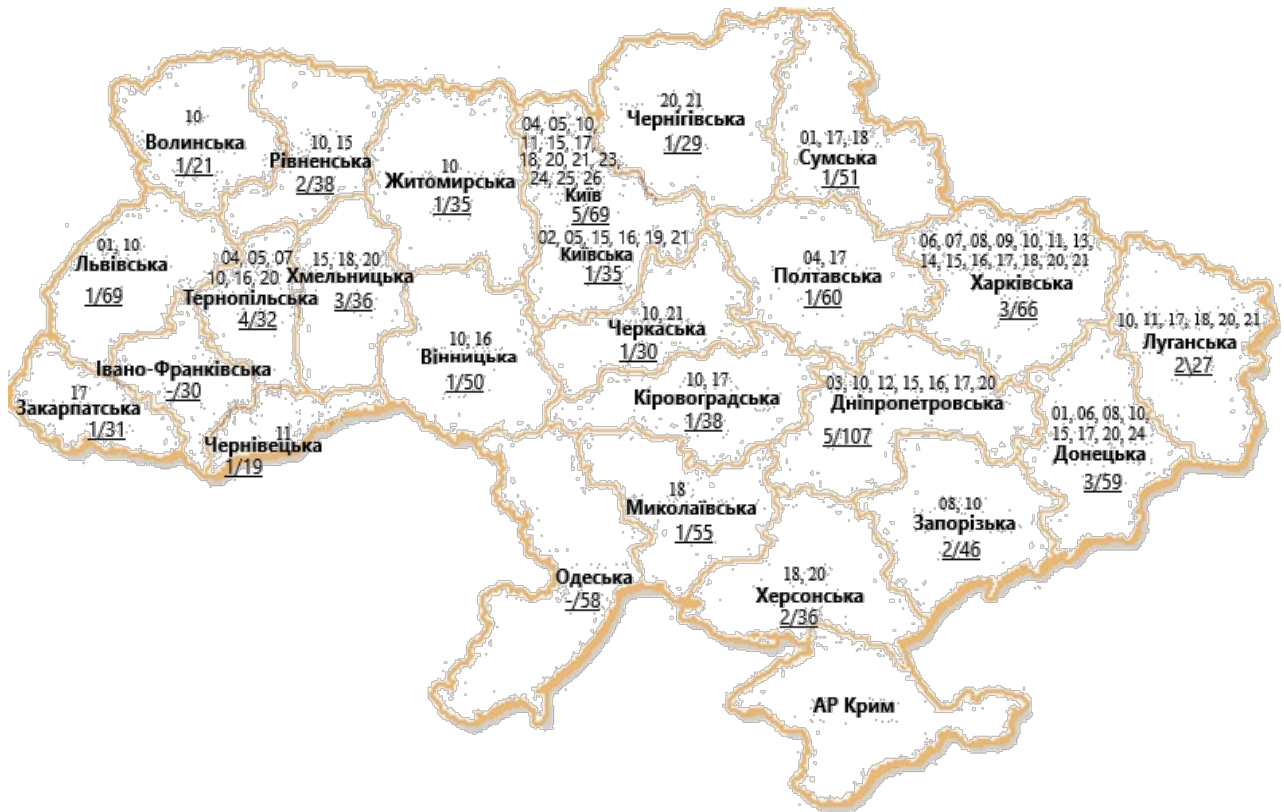 20, 21
Чернігівська
1/29
01, 17, 18
Сумська
1/51
10
Волинська
1/21
10, 15
Рівненська
2/38
10
Житомирська
1/35
04, 05, 10,
11, 15, 17,
18, 20, 21, 23,
24, 25, 26
Київ
5/69
02, 05, 15, 16, 19, 21
Київська
1/35
01, 10
Львівська
1/69
04, 05, 07
10, 16, 20
Тернопільська
4/32
15, 18, 20
Хмельницька
3/36
04, 17
Полтавська
1/60
06, 07, 08, 09, 10, 11, 13,
14, 15, 16, 17, 18, 20, 21
Харківська
3/66
10, 11, 17, 18, 20, 21
Луганська
2\27
10, 21
Черкаська
1/30
10, 16
Вінницька
1/50
Івано-Франківська
-/30
17
Закарпатська
1/31
11
Чернівецька
1/19
10, 17
Кіровоградська
1/38
03, 10, 12, 15, 16, 17, 20
Дніпропетровська
5/107
01, 06, 08, 10,
15, 17, 20, 24
Донецька
3/59
18
Миколаївська
1/55
08, 10
Запорізька
2/46
Одеська
-/58
18, 20
Херсонська
2/36
АР Крим